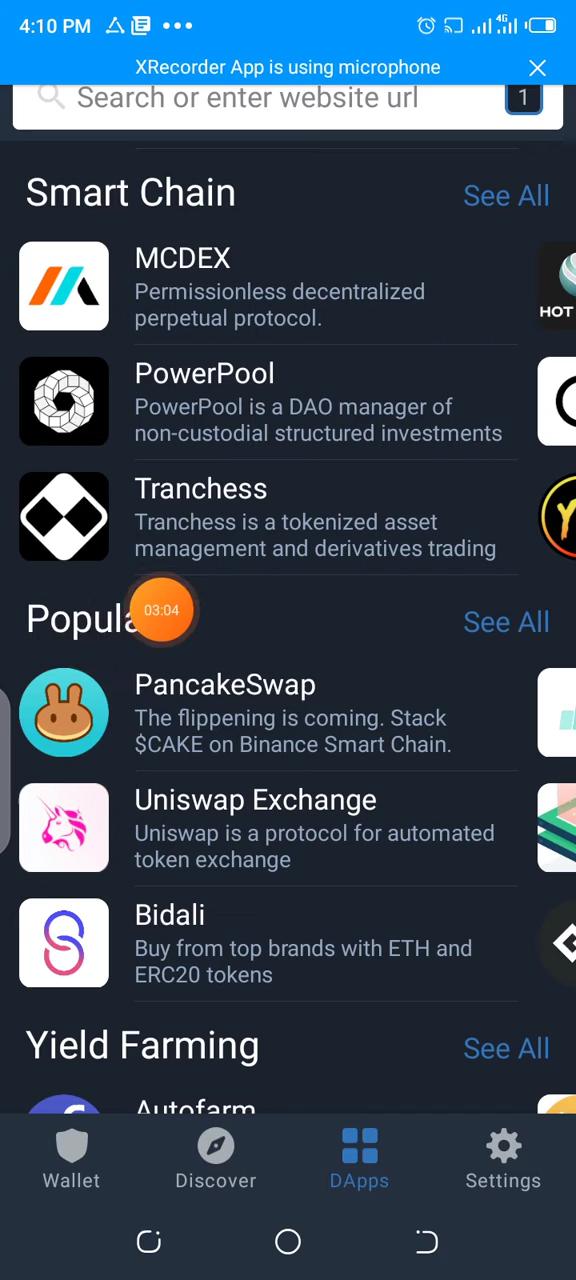 4:10 PM
4G
XRecorder App is using microphone
Search or enter website url
1
Smart Chain
See All
MCDEX
Permissionless decentralized
perpetual protocol.
HOT
PowerPool
PowerPool is a DAO manager of
non-custodial structured investments
Tranchess
Tranchess is a tokenized asset
management and derivatives trading
Popula
03:04
See All
PancakeSwap
The flippening is coming. Stack
$CAKE on Binance Smart Chain.
Uniswap Exchange
Uniswap is a protocol for automated
token exchange
Bidali
Buy from top brands with ETH and
ERC20 tokens
Yield Farming
See All
Autofarm
Wallet
Discover
DApps
Settings